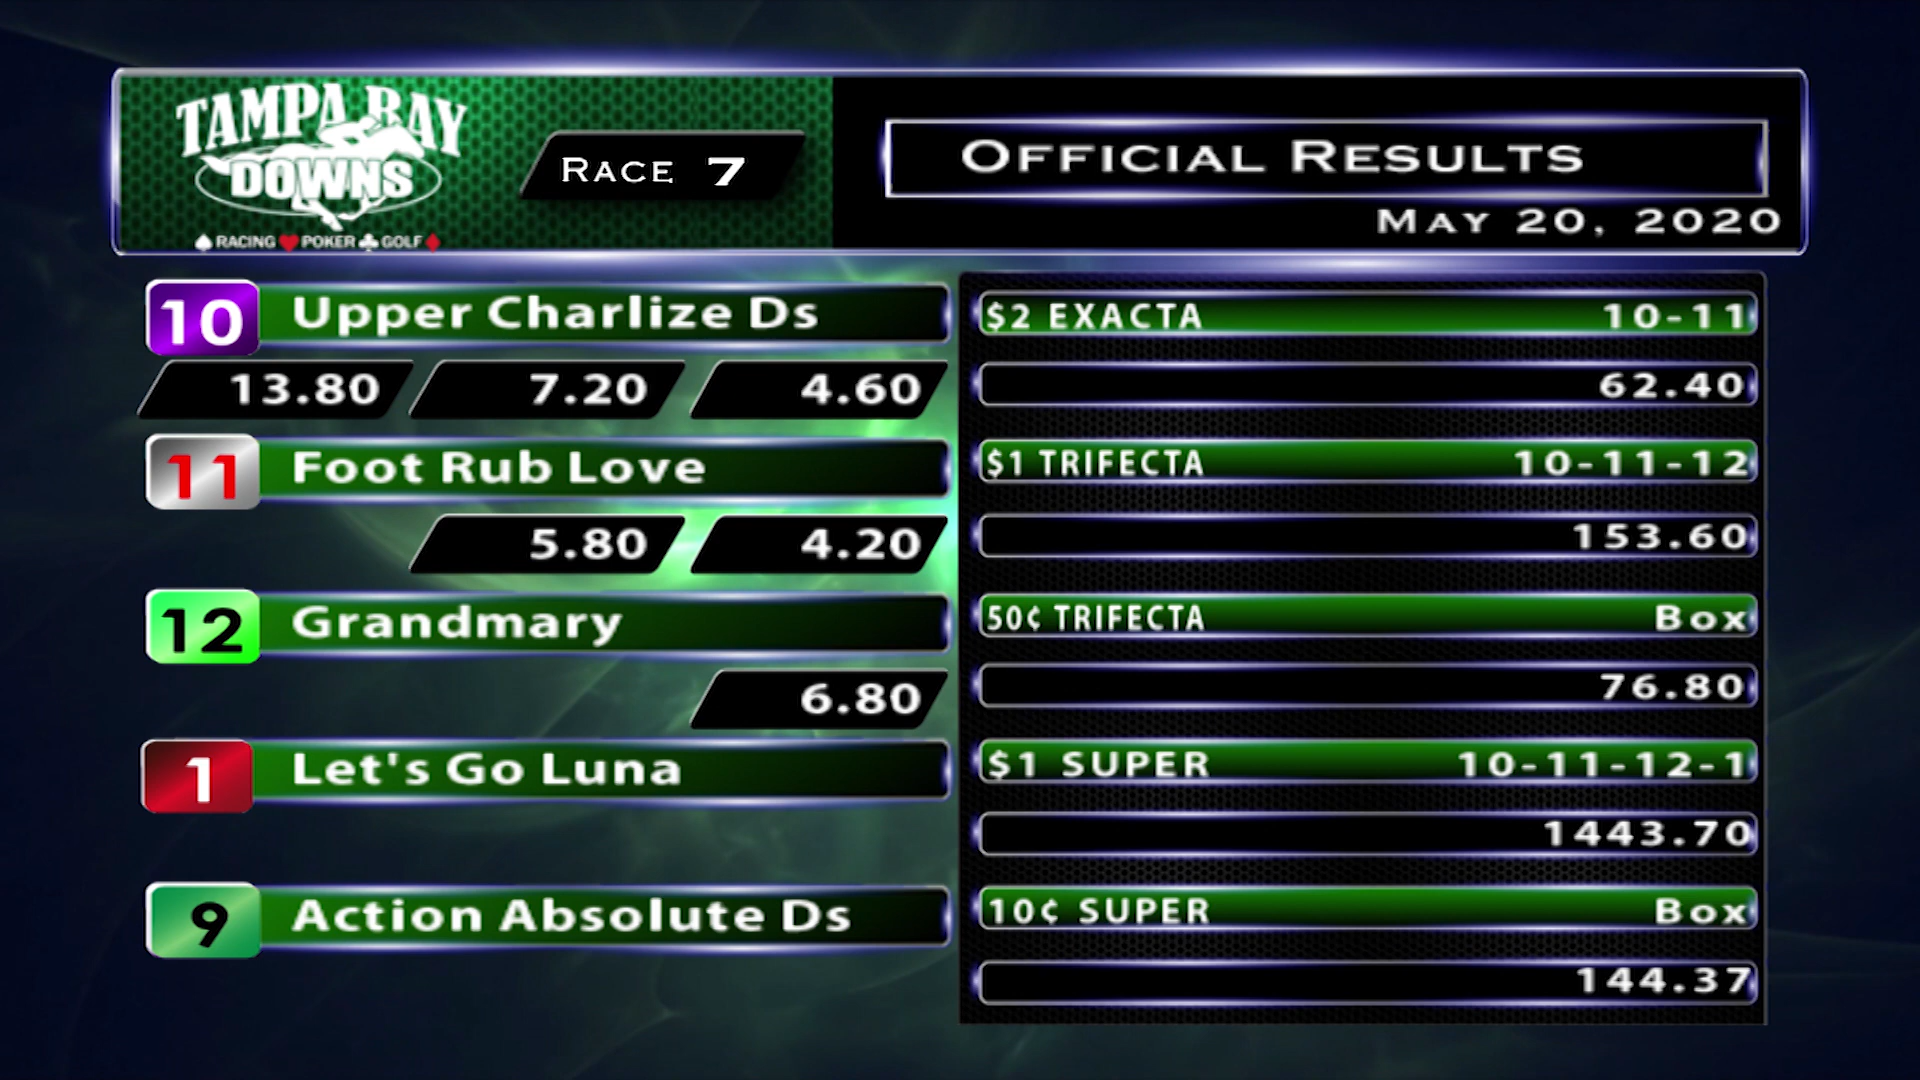 TAMPA BAY
DOWNS
RACING POKER GOLF
RACE 7
OFFICIAL RESULTS
MAY 20, 2020
10 Upper Charlize Ds
13.80 7.20 4.60
11 Foot Rub Love
5.80 4.20
12 Grandmary
6.80
1 Let's Go Luna
9 Action Absolute Ds
$2 EXACTA 10-11
62.40
$1 TRIFECTA 10-11-12
153.60
50¢ TRIFECTA Box
76.80
$1 SUPER 10-11-12-1
1443.70
10¢ SUPER Box
144.37